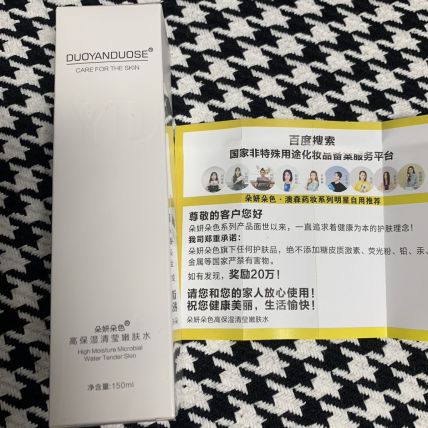 DUOYANDUOSE®
CARE FOR THE SKIN
朵妍朵色®
高保湿清莹嫩肤水
High Moisture Microbial
Water Tender Skin
净含量:150ml
百度搜索
国家非特殊用途化妆品备案服务平台
朵妍朵色·澳森药妆系列明星自用推荐
尊敬的客户您好
朵妍朵色系列产品面世以来，一直追求着健康为本的护肤理念！
我司郑重承诺：
朵妍朵色旗下任何护肤品，绝不添加糖皮质激素、荧光粉、铅、汞、
金属等国家严禁有害物。
如有发现，奖励20万！
请您和您的家人放心使用！
祝您健康美丽，生活愉快！
朵妍朵色高保湿清莹嫩肤水